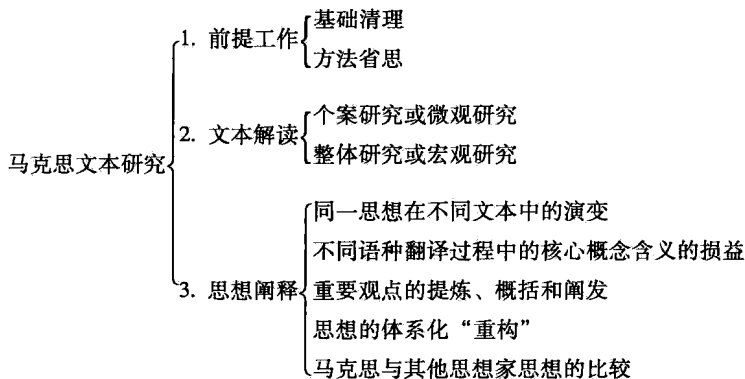 马克思文本研究
1. 前提工作
基础清理
方法省思
2. 文本解读
个案研究或微观研究
整体研究或宏观研究
3. 思想阐释
同一思想在不同文本中的演变
不同语种翻译过程中的核心概念含义的损益
重要观点的提炼、概括和阐发
思想的体系化“重构”
马克思与其他思想家思想的比较